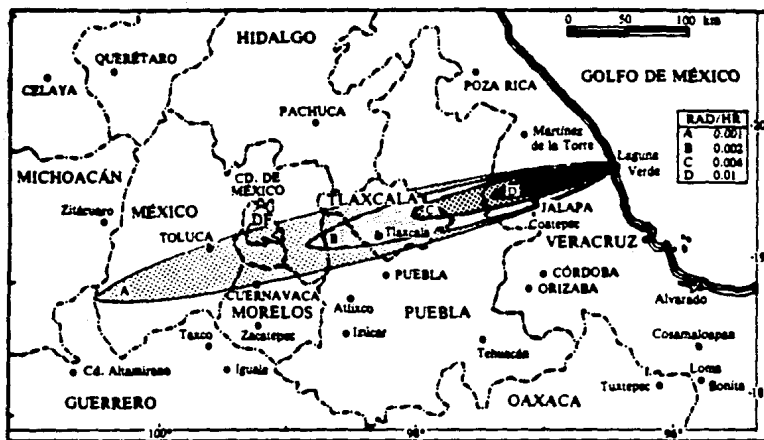 0 50 100 km
HIDALGO
QUERÉTARO
CELAYA
POZA RICA
GOLFO DE MÉXICO
PACHUCA
Martínez
de la Torre
RAD/HR
A 0.001
B 0.002
C 0.004
D 0.01
Laguna
Verde
MICHOACÁN
CD. DE
MÉXICO
TLAXCALA
D
C
MÉXICO
Zitácuaro
DF
TOLUCA
B
Tlaxcala
JALAPA
Coatepec
VERACRUZ
PUEBLA
CÓRDOBA
ORIZABA
A
CUERNAVACA
MORELOS
Atlixco
PUEBLA
Alvarado
Zacatepec
Izúcar
Taxco
Tehuacán
Cosamaloapan
Cd. Altamirano
Iguala
Loma
Bonita
Tuxtepec
GUERRERO
OAXACA
100°
98°
96°